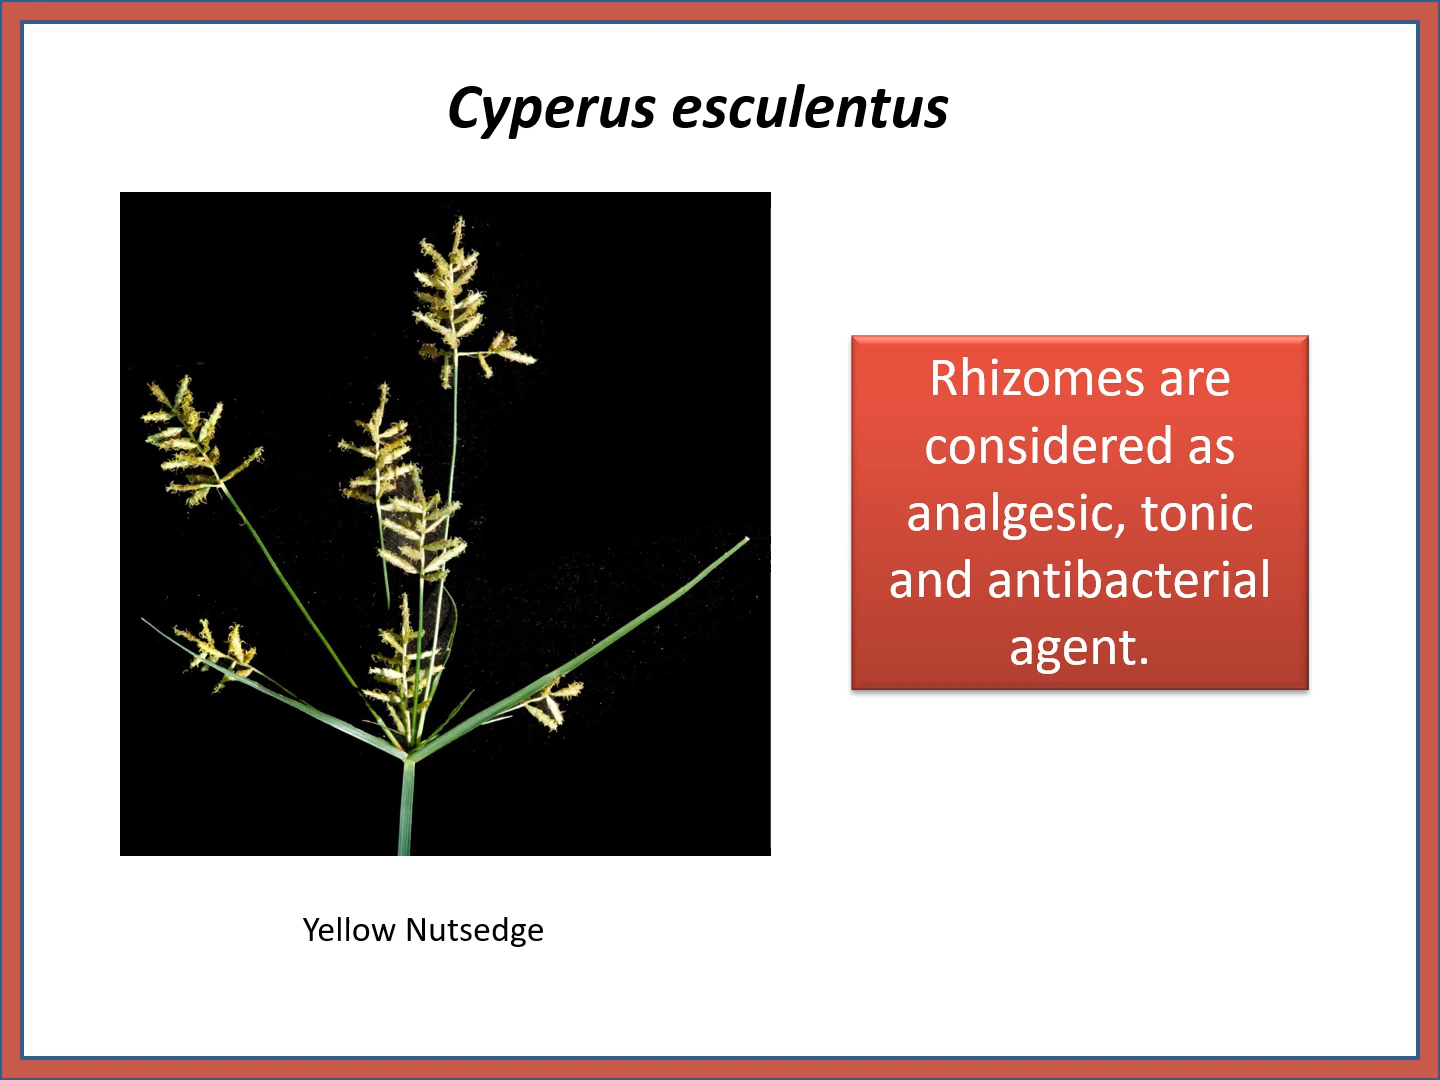 Cyperus esculentus
Rhizomes are
considered as
analgesic, tonic
and antibacterial
agent.
Yellow Nutsedge